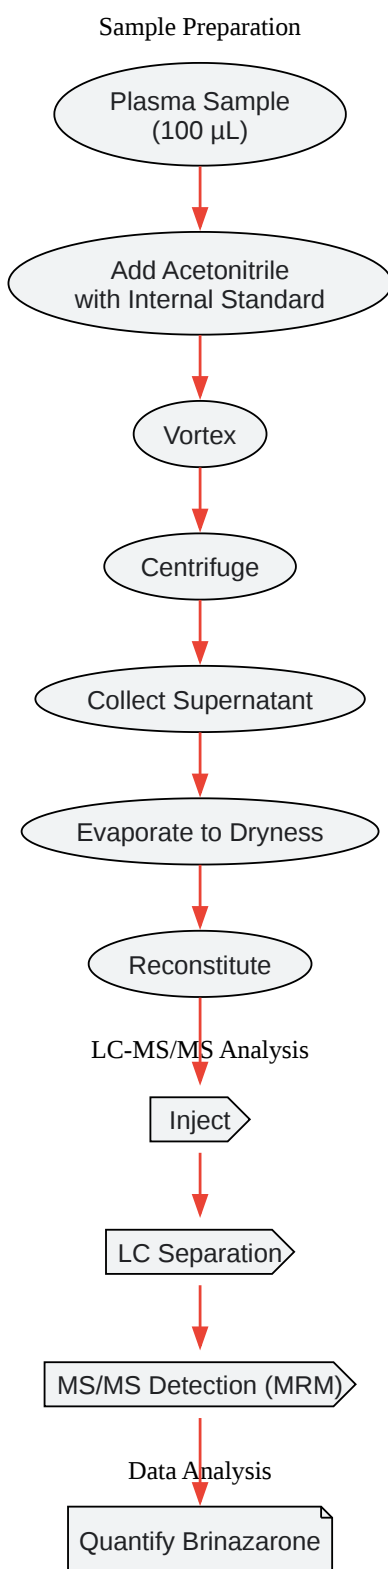 Sample Preparation
Plasma Sample
(100 µL)
Add Acetonitrile
with Internal Standard
Vortex
Centrifuge
Collect Supernatant
Evaporate to Dryness
Reconstitute
LC-MS/MS Analysis
Inject
LC Separation
MS/MS Detection (MRM)
Data Analysis
Quantify Brinazarone